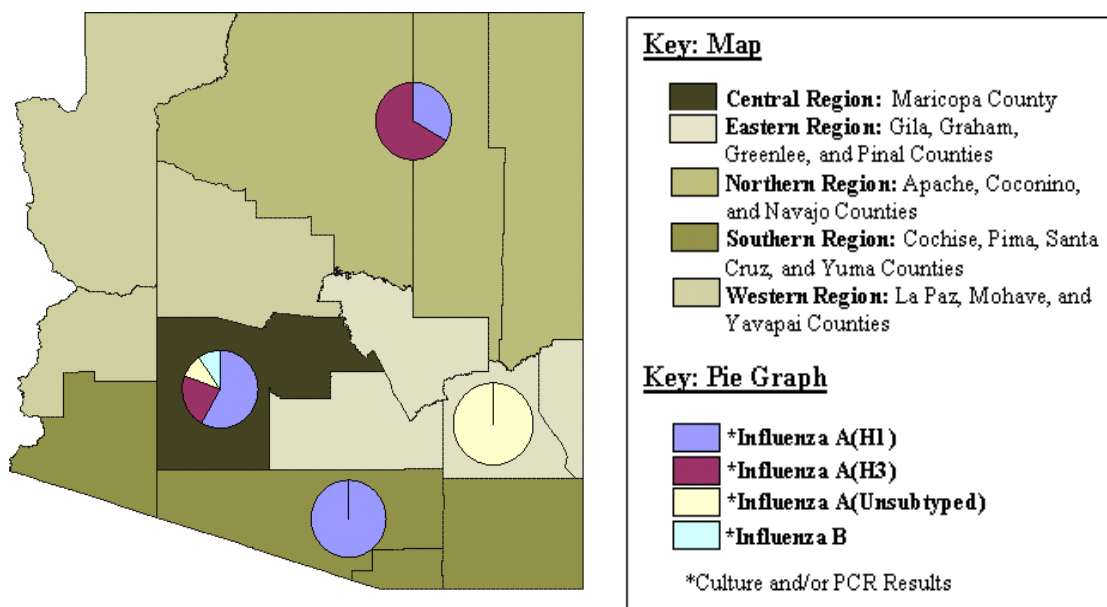 Key: Map
Central Region: Maricopa County
Eastern Region: Gila, Graham,
Greenlee, and Pinal Counties
Northern Region: Apache, Coconino,
and Navajo Counties
Southern Region: Cochise, Pima, Santa
Cruz, and Yuma Counties
Western Region: La Paz, Mohave, and
Yavapai Counties
Key: Pie Graph
*Influenza A(H1)
*Influenza A(H3)
*Influenza A(Unsubtyped)
*Influenza B
*Culture and/or PCR Results